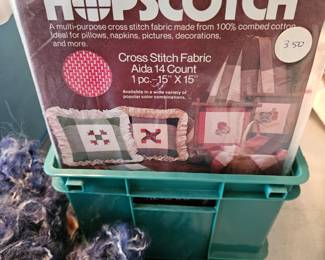 HOPSCOTCH
A multi-purpose cross stitch fabric made from 100% combed cotton.
Ideal for pillows, napkins, pictures, decorations,
and more.
3.50
Cross Stitch Fabric
Aida 14 Count
1 pc.–15" X 15"
Available in a wide variety of
popular color combinations.